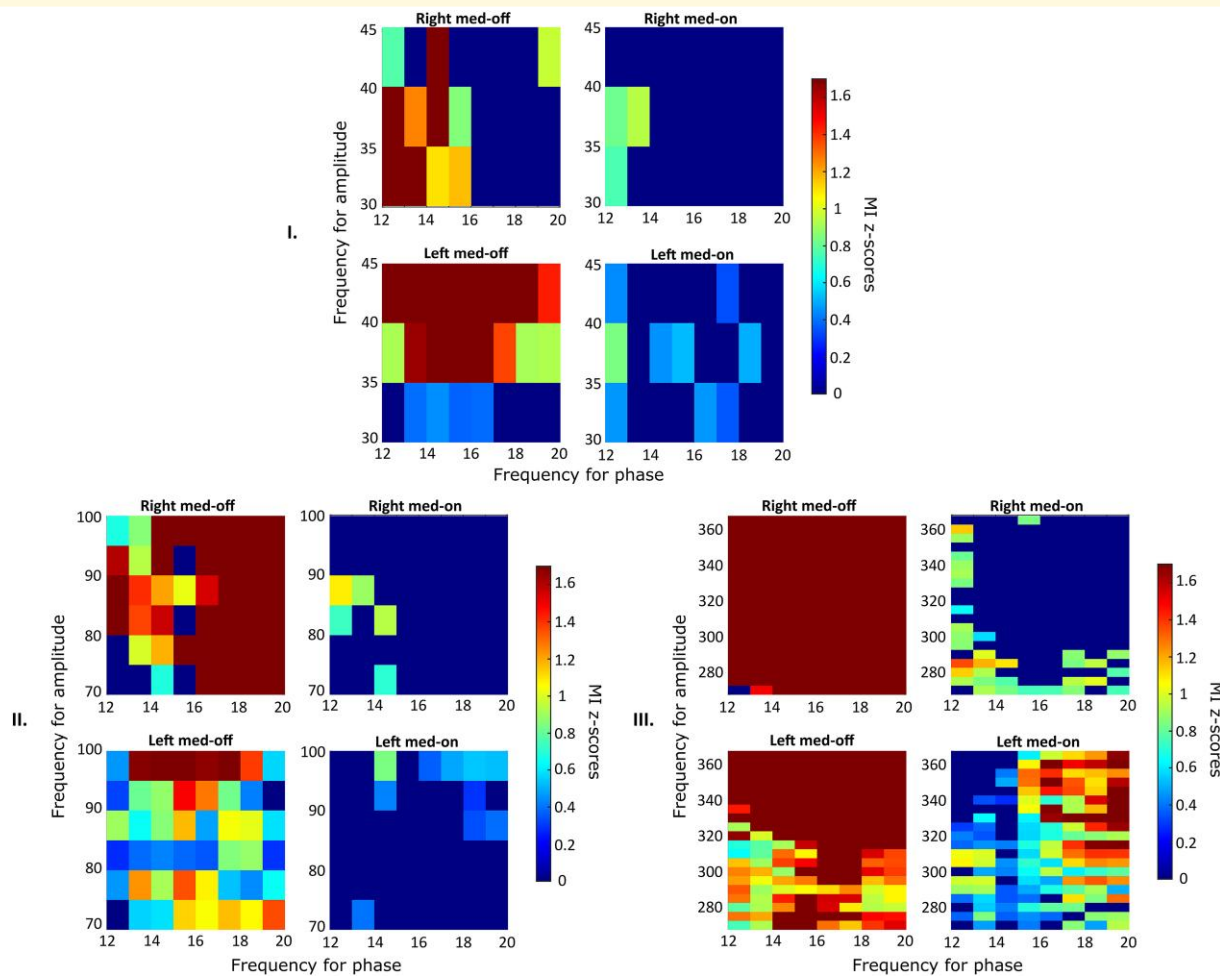 I.
Right med-off
Right med-on
Frequency for amplitude
45
40
35
30
12 14 16 18 20
45
40
35
30
12 14 16 18 20
Left med-off
Left med-on
45
40
35
30
12 14 16 18 20
45
40
35
30
12 14 16 18 20
Frequency for phase
1.6
1.4
1.2
1
0.8
0.6
0.4
0.2
0
MI z-scores
II.
Right med-off
Right med-on
Frequency for amplitude
100
90
80
70
12 14 16 18 20
100
90
80
70
12 14 16 18 20
Left med-off
Left med-on
100
90
80
70
12 14 16 18 20
100
90
80
70
12 14 16 18 20
Frequency for phase
1.6
1.4
1.2
1
0.8
0.6
0.4
0.2
0
MI z-scores
III.
Right med-off
Right med-on
Frequency for amplitude
360
340
320
300
280
12 14 16 18 20
360
340
320
300
280
12 14 16 18 20
Left med-off
Left med-on
360
340
320
300
280
12 14 16 18 20
360
340
320
300
280
12 14 16 18 20
Frequency for phase
1.6
1.4
1.2
1
0.8
0.6
0.4
0.2
0
MI z-scores